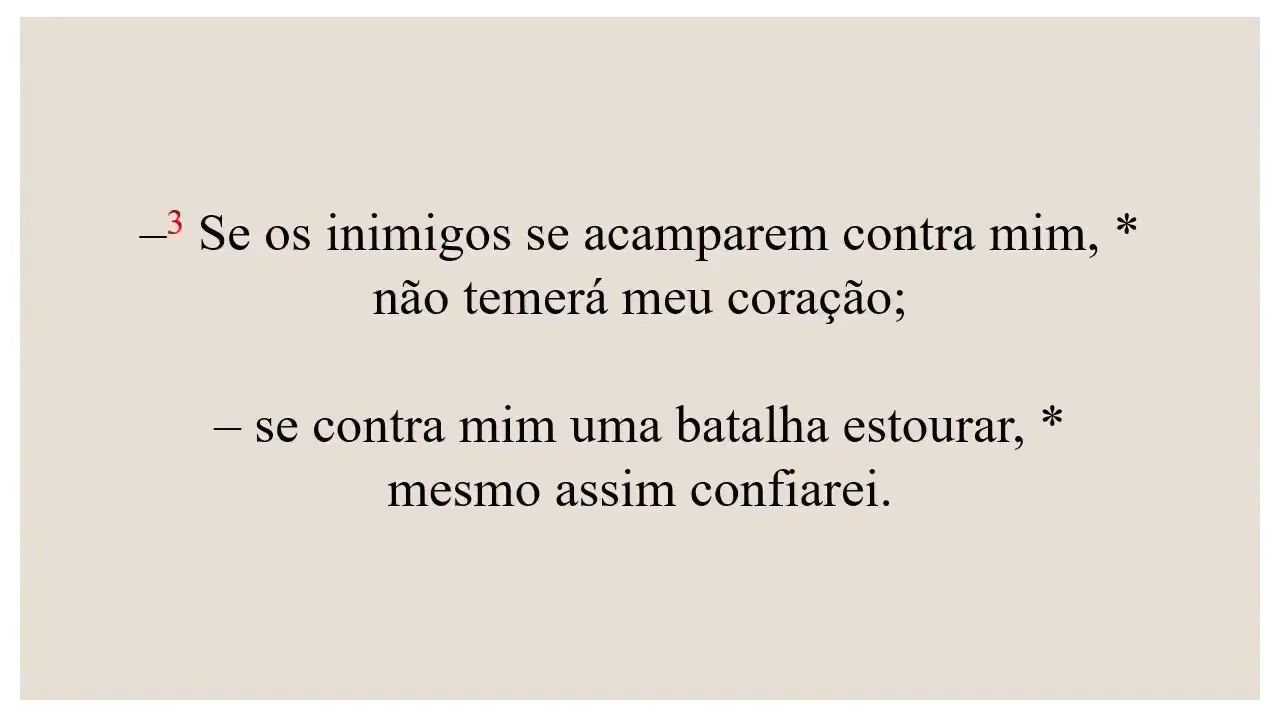 –³ Se os inimigos se acamparem contra mim, *
não temerá meu coração;
– se contra mim uma batalha estourar, *
mesmo assim confiarei.